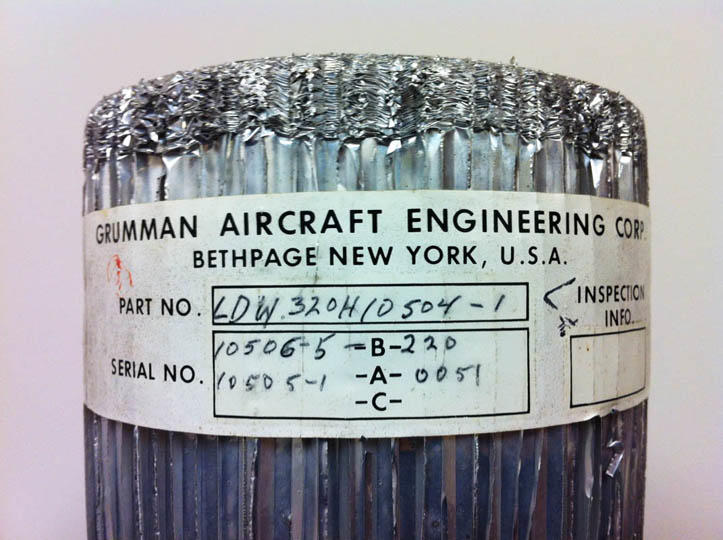 GRUMMAN AIRCRAFT ENGINEERING CORP.
BETHPAGE NEW YORK, U.S.A.
PART NO. LDW.320H10504-1
INSPECTION INFO.
SERIAL NO.
10506-5 -B-220
10505-1 -A-0051
-C-